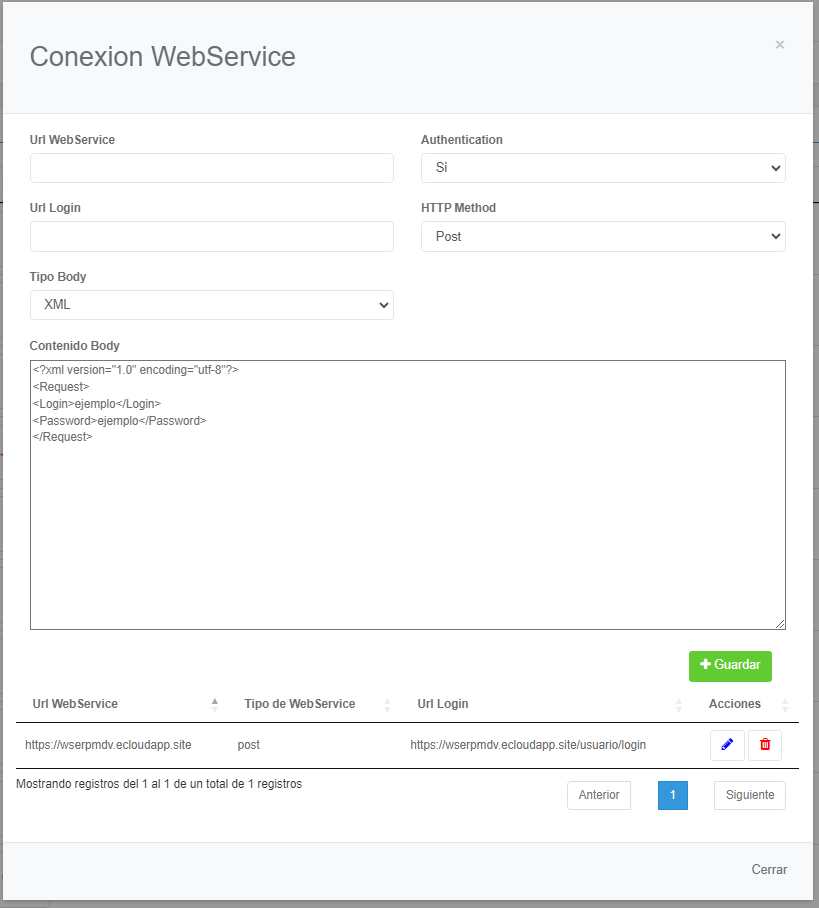 Conexion WebService
×
Url WebService
Authentication
Si
Url Login
HTTP Method
Post
Tipo Body
XML
Contenido Body
<?xml version="1.0" encoding="utf-8"?>
<Request>
<Login>ejemplo</Login>
<Password>ejemplo</Password>
</Request>
+ Guardar
Url WebService Tipo de WebService Url Login Acciones
https://wserpmdv.ecloudapp.site post https://wserpmdv.ecloudapp.site/usuario/login
Mostrando registros del 1 al 1 de un total de 1 registros
Anterior 1 Siguiente
Cerrar